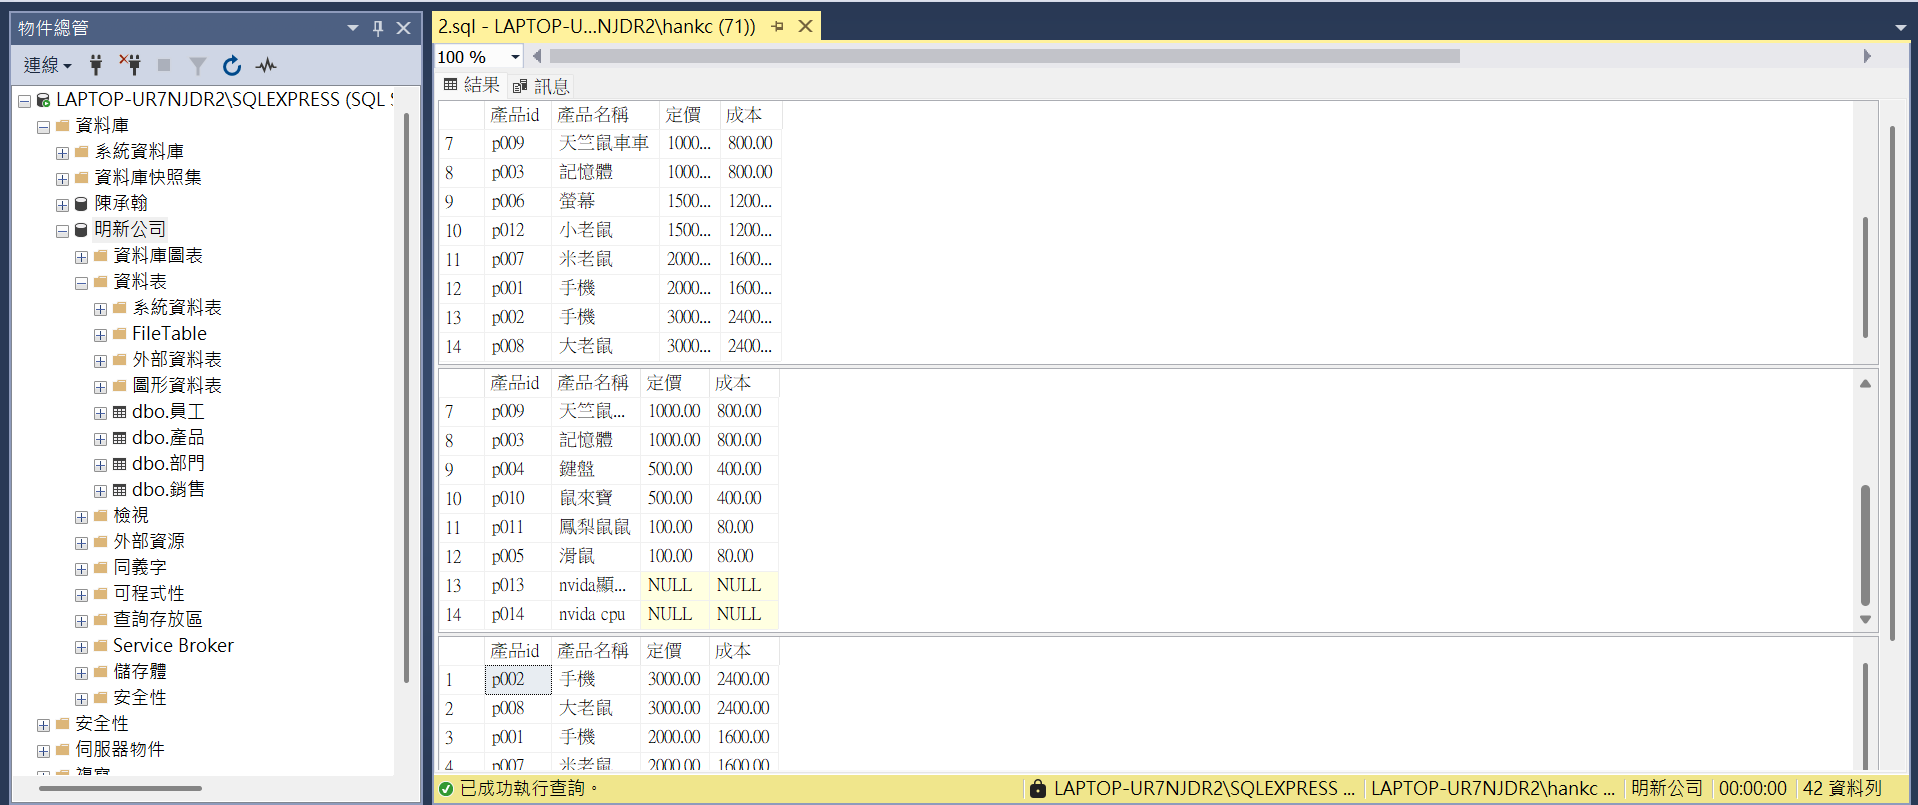 物件總管
連線
LAPTOP-UR7NJDR2\SQLEXPRESS (SQL S
資料庫
系統資料庫
資料庫快照集
陳承翰
明新公司
資料庫圖表
資料表
系統資料表
FileTable
外部資料表
圖形資料表
dbo.員工
dbo.產品
dbo.部門
dbo.銷售
檢視
外部資源
同義字
可程式性
查詢存放區
Service Broker
儲存體
安全性
安全性
伺服器物件
複寫
2.sql - LAPTOP-U...NJDR2\hankc (71))
100 %
結果 訊息
產品id 產品名稱 定價 成本
7 p009 天竺鼠車車 1000... 800.00
8 p003 記憶體 1000... 800.00
9 p006 螢幕 1500... 1200...
10 p012 小老鼠 1500... 1200...
11 p007 米老鼠 2000... 1600...
12 p001 手機 2000... 1600...
13 p002 手機 3000... 2400...
14 p008 大老鼠 3000... 2400...
產品id 產品名稱 定價 成本
7 p009 天竺鼠... 1000.00 800.00
8 p003 記憶體 1000.00 800.00
9 p004 鍵盤 500.00 400.00
10 p010 鼠來寶 500.00 400.00
11 p011 鳳梨鼠鼠 100.00 80.00
12 p005 滑鼠 100.00 80.00
13 p013 nvida顯... NULL NULL
14 p014 nvida cpu NULL NULL
產品id 產品名稱 定價 成本
1 p002 手機 3000.00 2400.00
2 p008 大老鼠 3000.00 2400.00
3 p001 手機 2000.00 1600.00
4 p007 米老鼠 2000.00 1600.00
已成功執行查詢。 LAPTOP-UR7NJDR2\SQLEXPRESS ... LAPTOP-UR7NJDR2\hankc ... 明新公司 00:00:00 42 資料列